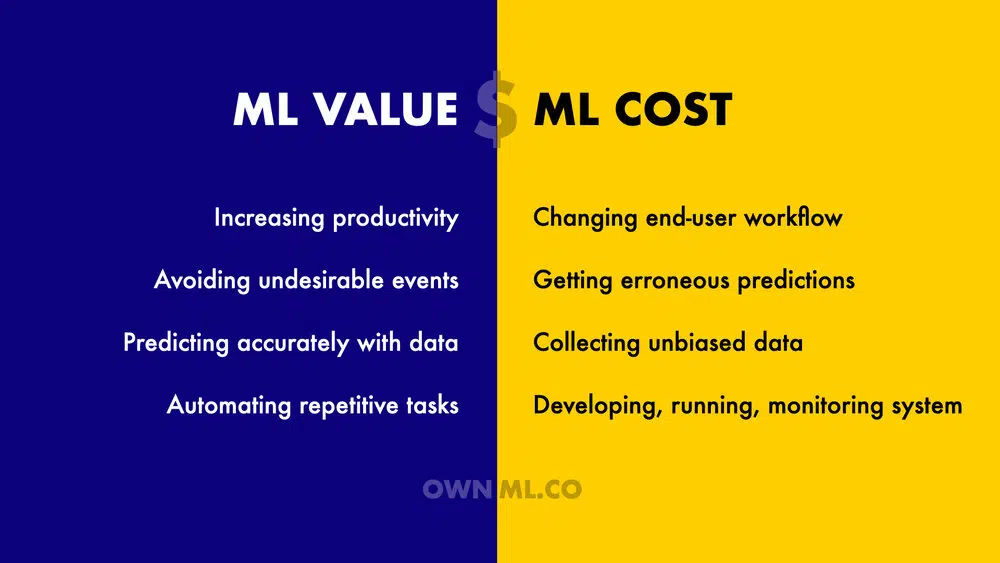 ML VALUE $ ML COST
Increasing productivity
Avoiding undesirable events
Predicting accurately with data
Automating repetitive tasks
Changing end-user workflow
Getting erroneous predictions
Collecting unbiased data
Developing, running, monitoring system
OWNML.CO